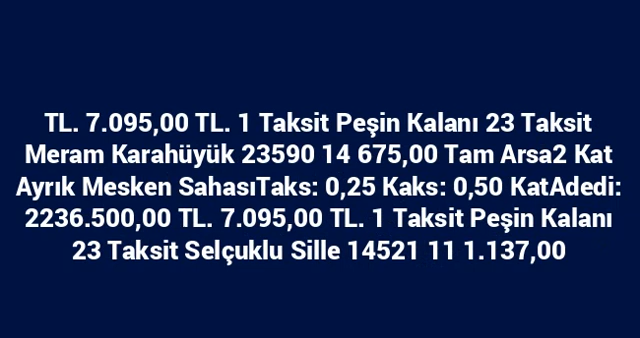 TL. 7.095,00 TL. 1 Taksit Peşin Kalanı 23 Taksit
Meram Karahüyük 23590 14 675,00 Tam Arsa2 Kat
Ayrık Mesken SahasıTaks: 0,25 Kaks: 0,50 KatAdedi:
2236.500,00 TL. 7.095,00 TL. 1 Taksit Peşin Kalanı
23 Taksit Selçuklu Sille 14521 11 1.137,00